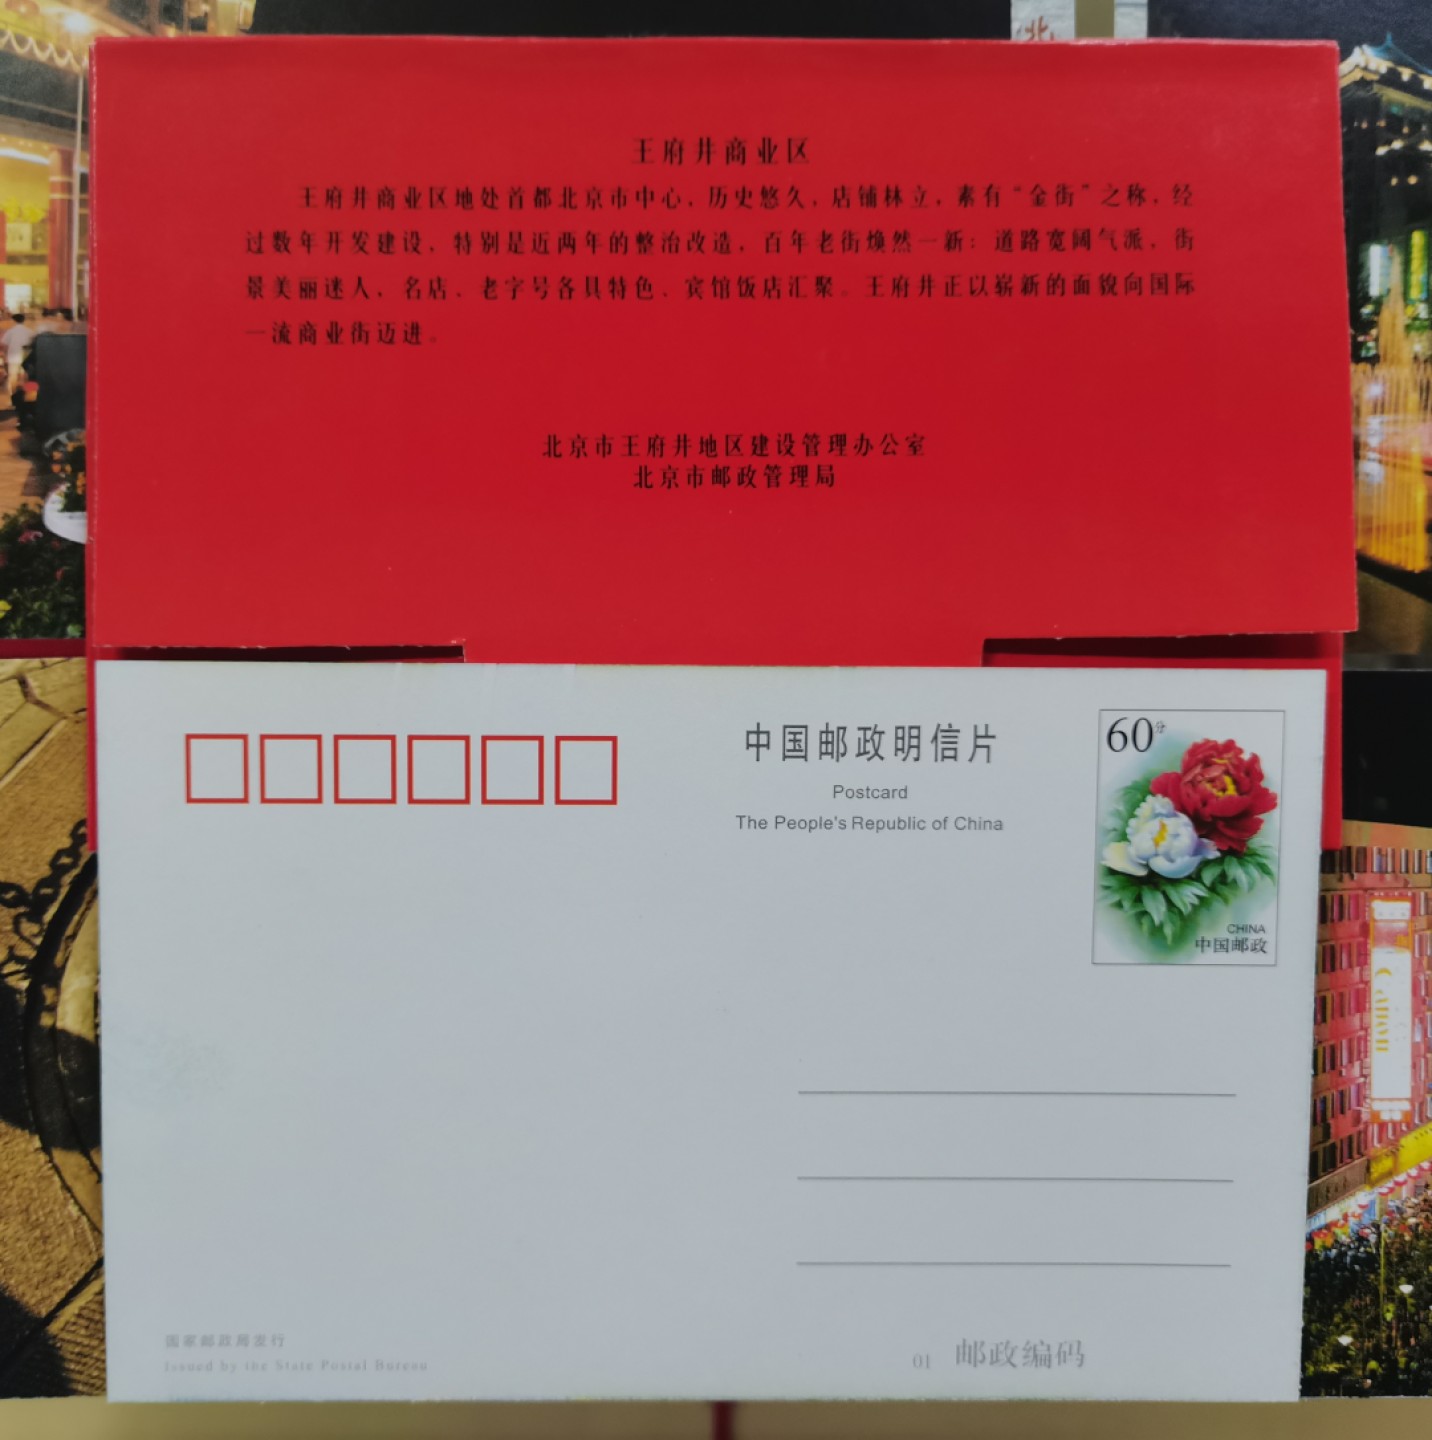 王府井商业区
王府井商业区地处首都北京市中心，历史悠久，店铺林立，素有“金街”之称，经
过数年开发建设，特别是近两年的整治改造，百年老街焕然一新：道路宽阔气派，街
景美丽迷人，名店、老字号各具特色、宾馆饭店汇聚。王府井正以崭新的面貌向国际
一流商业街迈进。
北京市王府井地区建设管理办公室
北京市邮政管理局
中国邮政明信片
Postcard
The People's Republic of China
60分
CHINA
中国邮政
国家邮政局发行
Issued by the State Postal Bureau
01 邮政编码